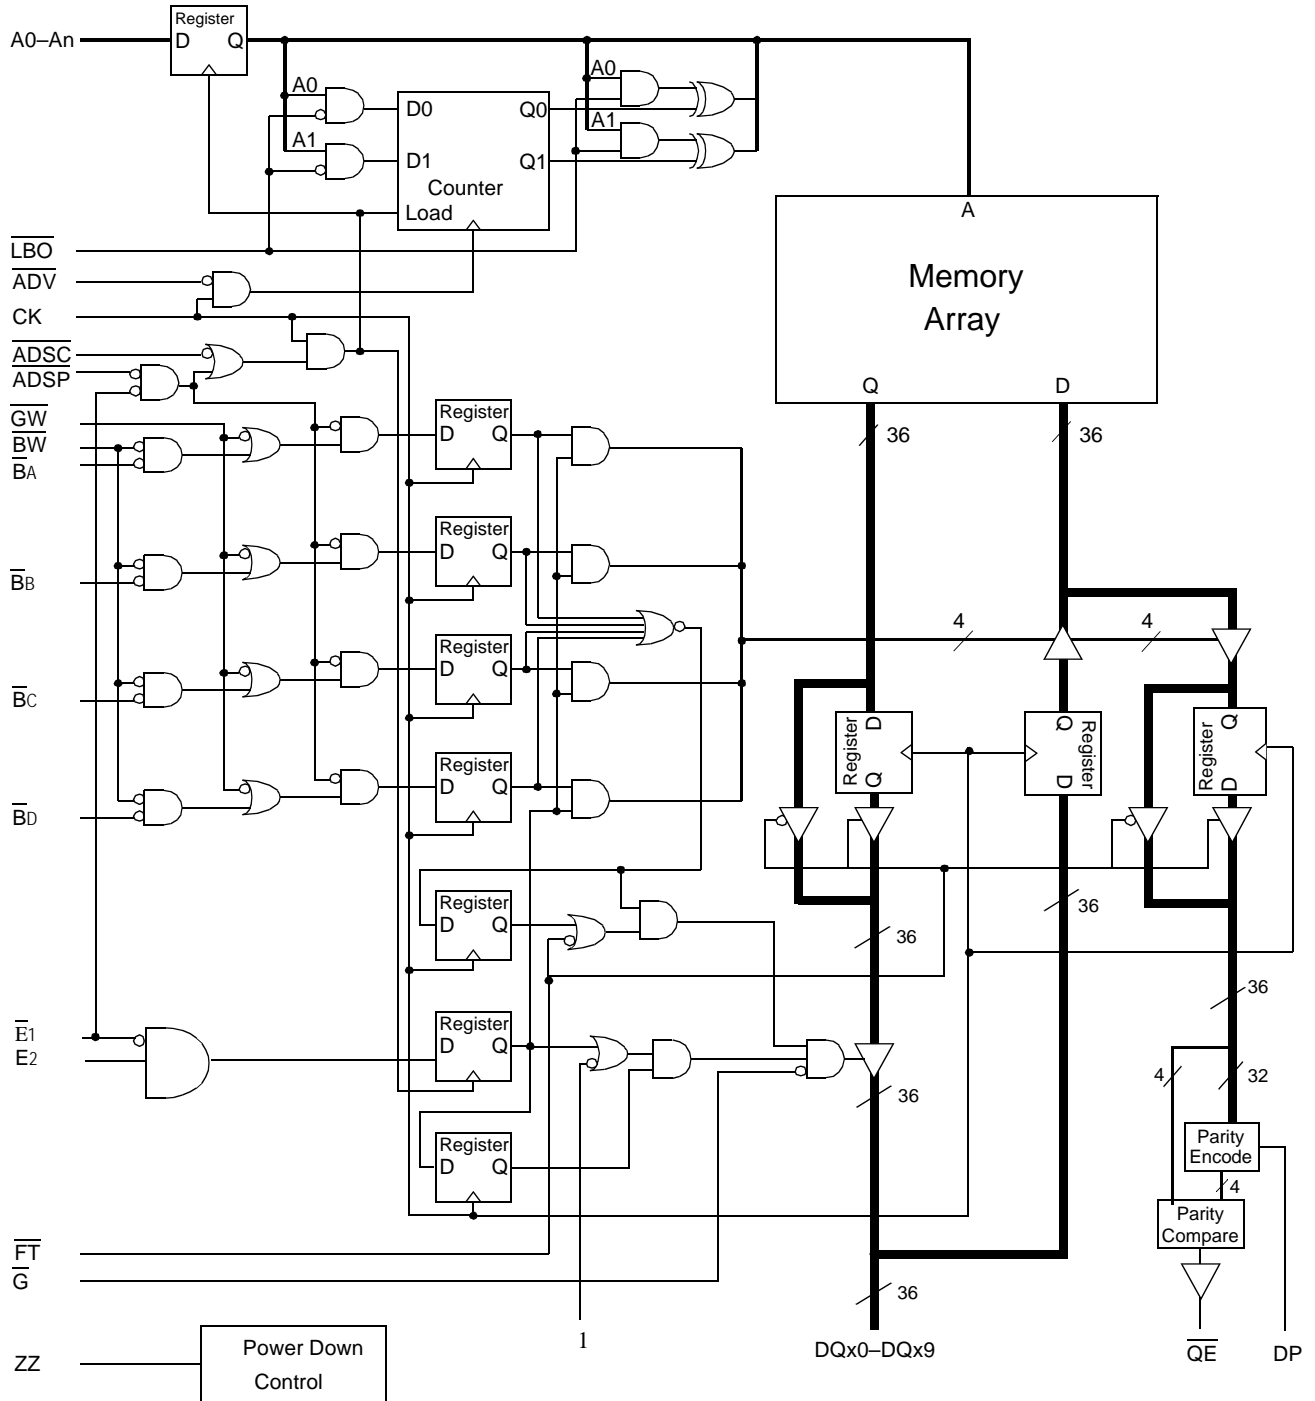 Register
A0–An
D Q
A0
A0
D0
Q0
A1
A1
D1
Q1
Counter
Load
A
LBO
ADV
Memory
Array
CK
ADSC
ADSP
Q
D
GW
Register
BW
D Q
36
36
BA
Register
D Q
BB
4
4
Register
D Q
BC
D
Register
Q
Q
Register
D
Q
Register
D
Register
D Q
BD
Register
D Q
36
36
36
E1
E2
Register
D Q
4
32
36
Register
D Q
Parity
Encode
4
Parity
Compare
FT
G
36
1
DQx0–DQx9
QE
DP
ZZ
Power Down
Control